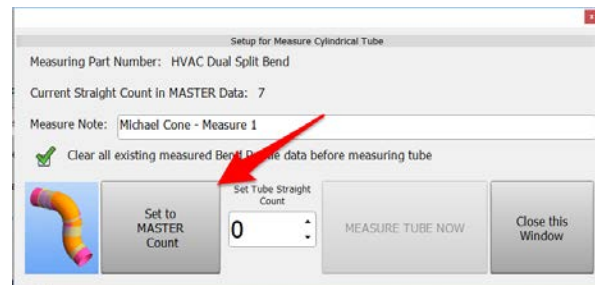 x
Setup for Measure Cylindrical Tube
Measuring Part Number: HVAC Dual Split Bend
Current Straight Count in MASTER Data: 7
Measure Note: Michael Cone - Measure 1
Clear all existing measured Bend Profile data before measuring tube
Set to
MASTER
Count
Set Tube Straight
Count
0
MEASURE TUBE NOW
Close this
Window